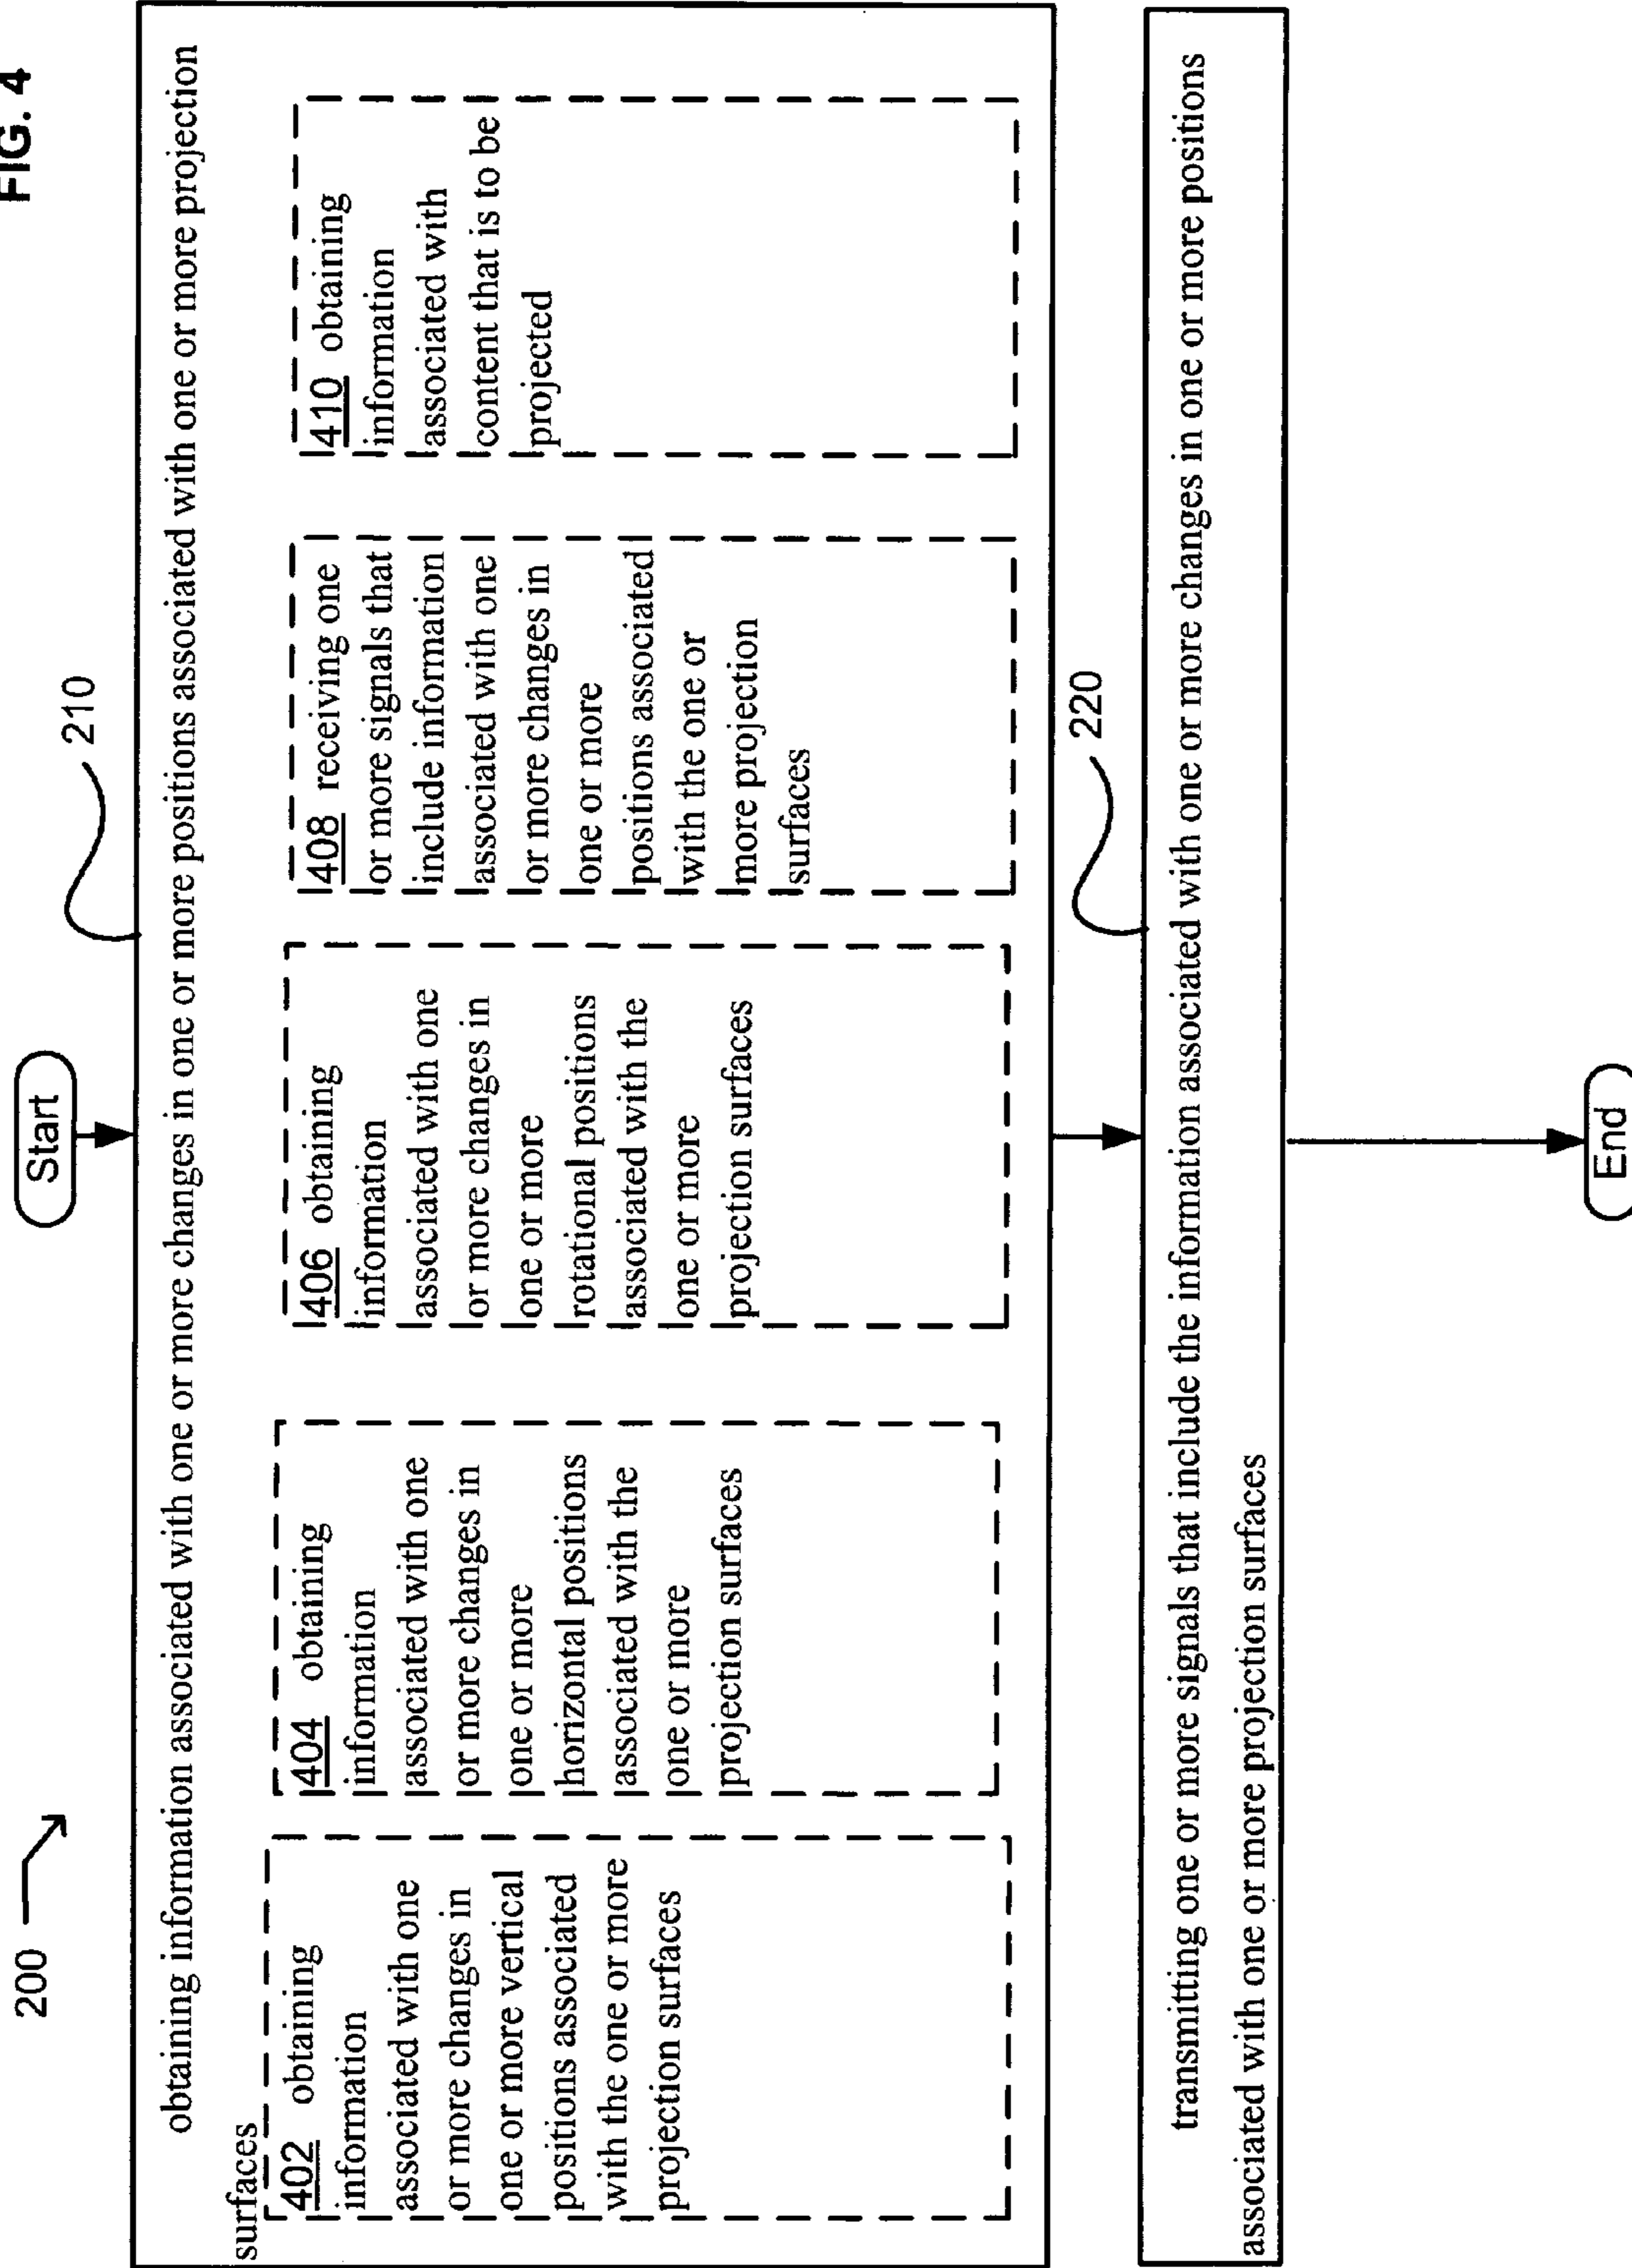 FIG. 4
200
Start
210
obtaining information associated with one or more changes in one or more positions associated with one or more projection
surfaces
402 obtaining
information
associated with one
or more changes in
one or more vertical
positions associated
with the one or more
projection surfaces
404 obtaining
information
associated with one
or more changes in
one or more
horizontal positions
associated with the
one or more
projection surfaces
406 obtaining
information
associated with one
or more changes in
one or more
rotational positions
associated with the
one or more
projection surfaces
408 receiving one
or more signals that
include information
associated with one
or more changes in
one or more
positions associated
with the one or
more projection
surfaces
410 obtaining
information
associated with
content that is to be
projected
220
transmitting one or more signals that include the information associated with one or more changes in one or more positions
associated with one or more projection surfaces
End